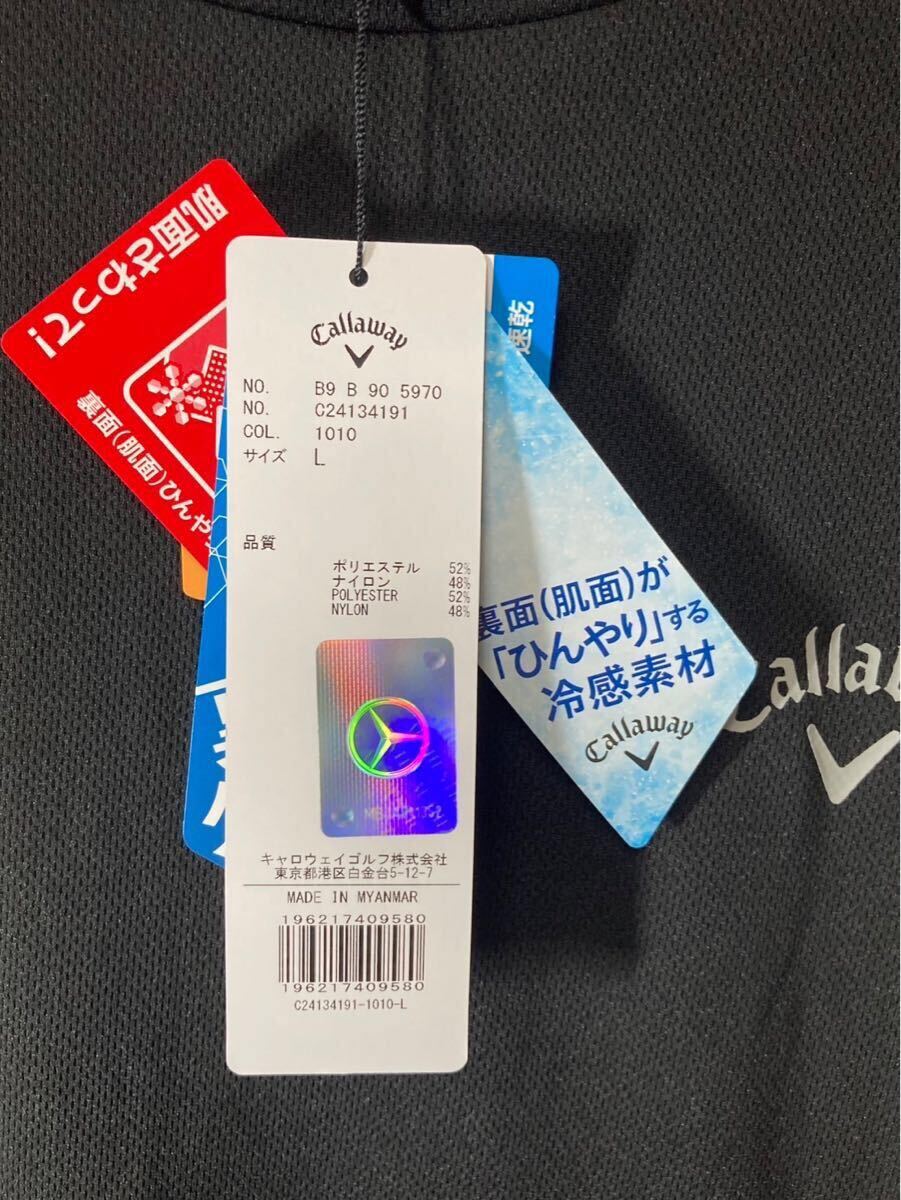 肌面さわって!
裏面(肌面)ひんや
速乾
Callaway
NO. B9 B 90 5970
NO. C24134191
COL. 1010
サイズ L
品質
ポリエステル 52%
ナイロン 48%
POLYESTER 52%
NYLON 48%
キャロウェイゴルフ株式会社
東京都港区白金台5-12-7
MADE IN MYANMAR
196217409580
196217409580
C24134191-1010-L
裏面(肌面)が
「ひんやり」する
冷感素材
Callaway
Calla